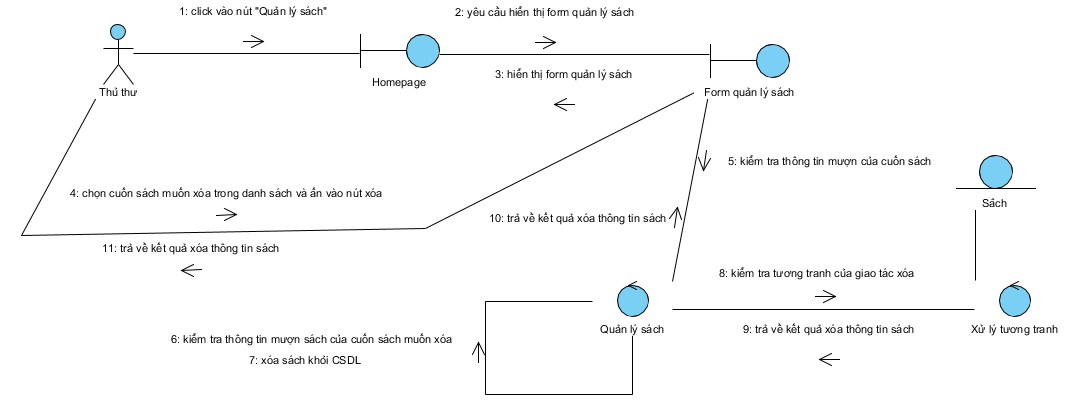 1: click vào nút "Quản lý sách"
2: yêu cầu hiển thị form quản lý sách
3: hiển thị form quản lý sách
Homepage
Thủ thư
Form quản lý sách
5: kiểm tra thông tin mượn của cuốn sách
4: chọn cuốn sách muốn xóa trong danh sách và ấn vào nút xóa
Sách
10: trả về kết quả xóa thông tin sách
11: trả về kết quả xóa thông tin sách
8: kiểm tra tương tranh của giao tác xóa
Quản lý sách
9: trả về kết quả xóa thông tin sách
Xử lý tương tranh
6: kiểm tra thông tin mượn sách của cuốn sách muốn xóa
7: xóa sách khỏi CSDL